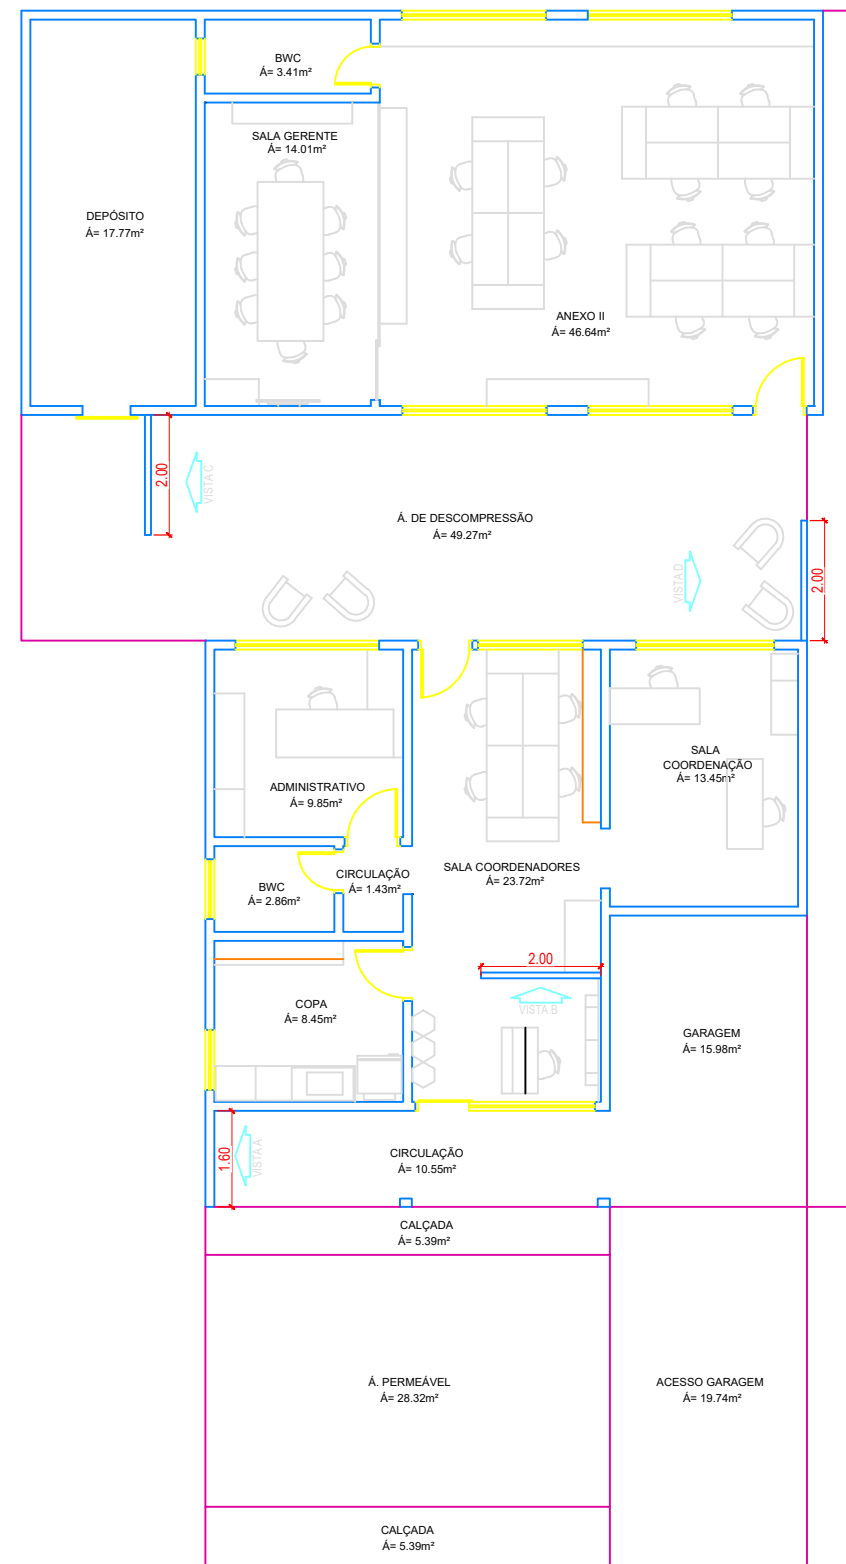 BWC
Á= 3.41m²
SALA GERENTE
Á= 14.01m²
DEPÓSITO
Á= 17.77m²
ANEXO II
Á= 46.64m²
2.00
VISTA C
Á. DE DESCOMPRESSÃO
Á= 49.27m²
VISTA D
2.00
SALA
COORDENAÇÃO
Á= 13.45m²
ADMINISTRATIVO
Á= 9.85m²
SALA COORDENADORES
Á= 23.72m²
CIRCULAÇÃO
Á= 1.43m²
BWC
Á= 2.86m²
2.00
VISTA B
COPA
Á= 8.45m²
GARAGEM
Á= 15.98m²
1.60
VISTA A
CIRCULAÇÃO
Á= 10.55m²
CALÇADA
Á= 5.39m²
Á. PERMEÁVEL
Á= 28.32m²
ACESSO GARAGEM
Á= 19.74m²
CALÇADA
Á= 5.39m²